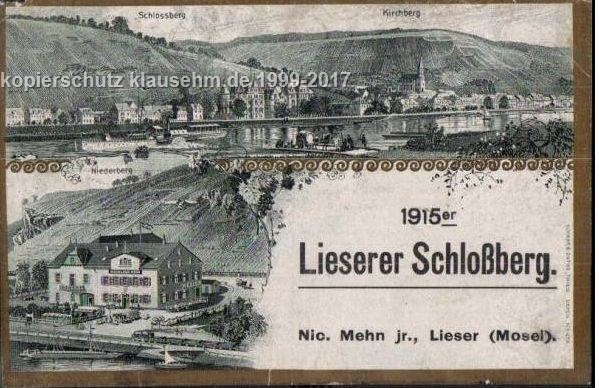 Schlossberg
Kirchberg
kopierschutz klausehm.de,1999-2017
Niederberg
1915er
Lieserer Schloßberg.
Nic. Mehn jr., Lieser (Mosel).